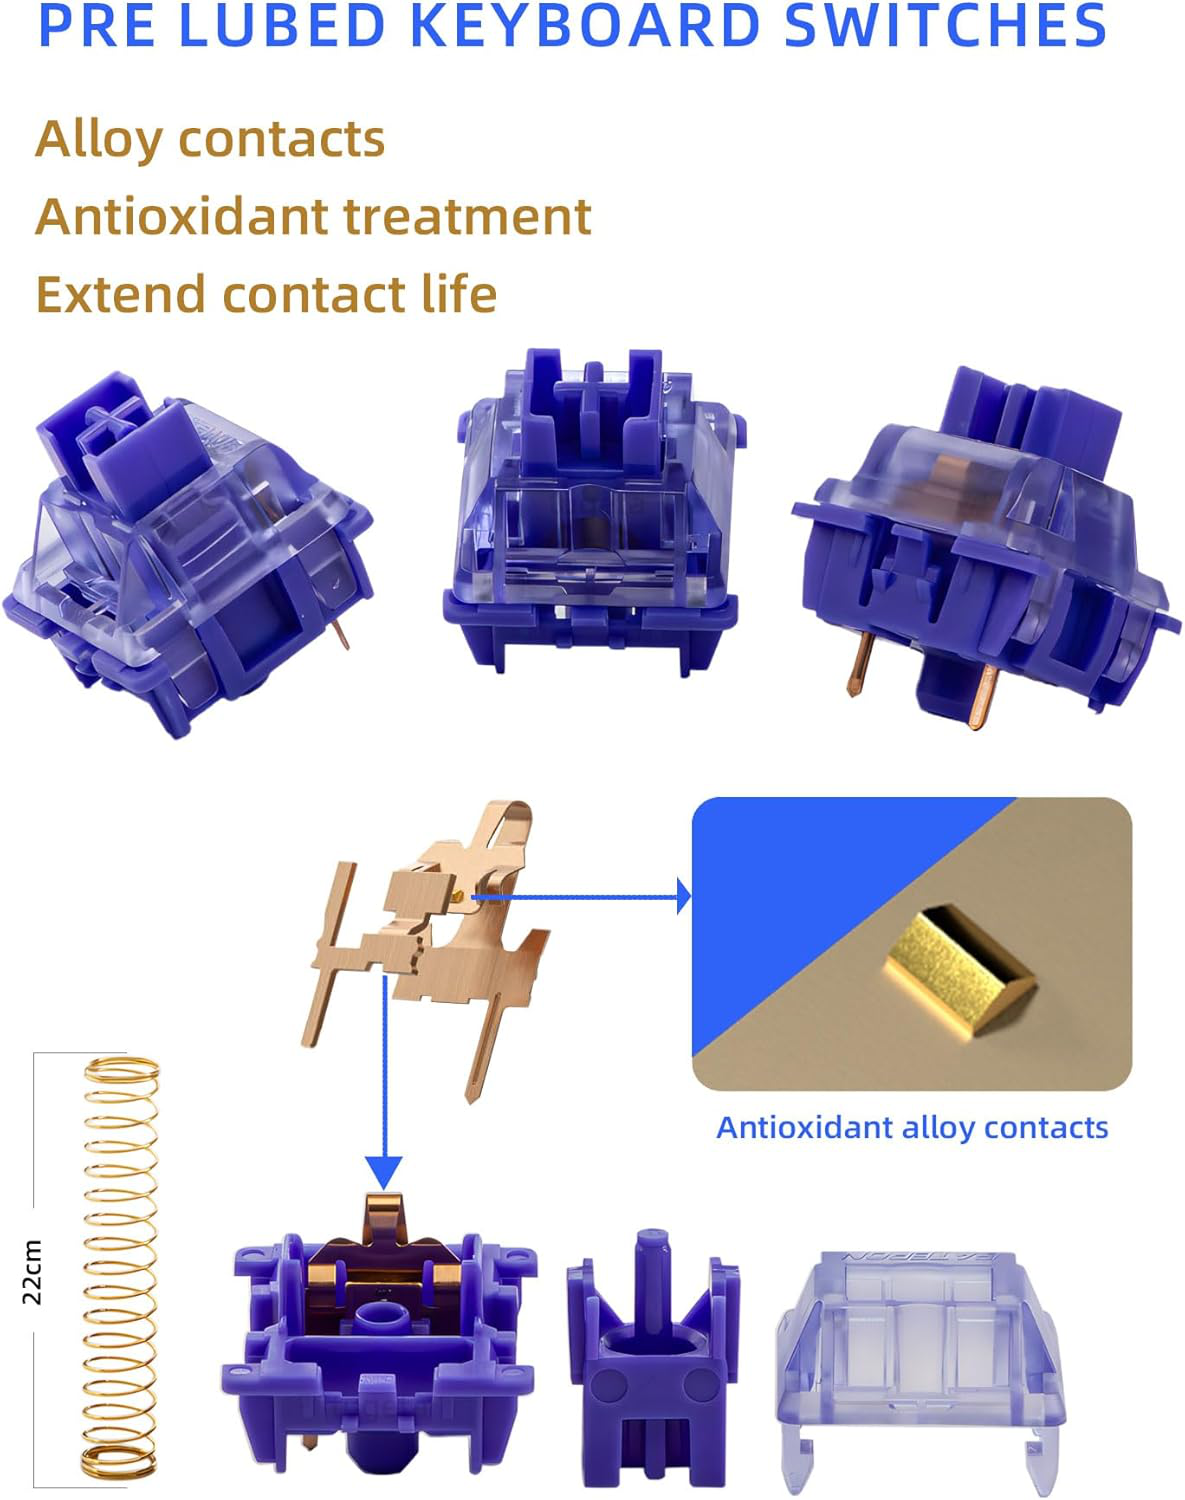 PRE LUBED KEYBOARD SWITCHES
Alloy contacts
Antioxidant treatment
Extend contact life
Antioxidant alloy contacts
22cm